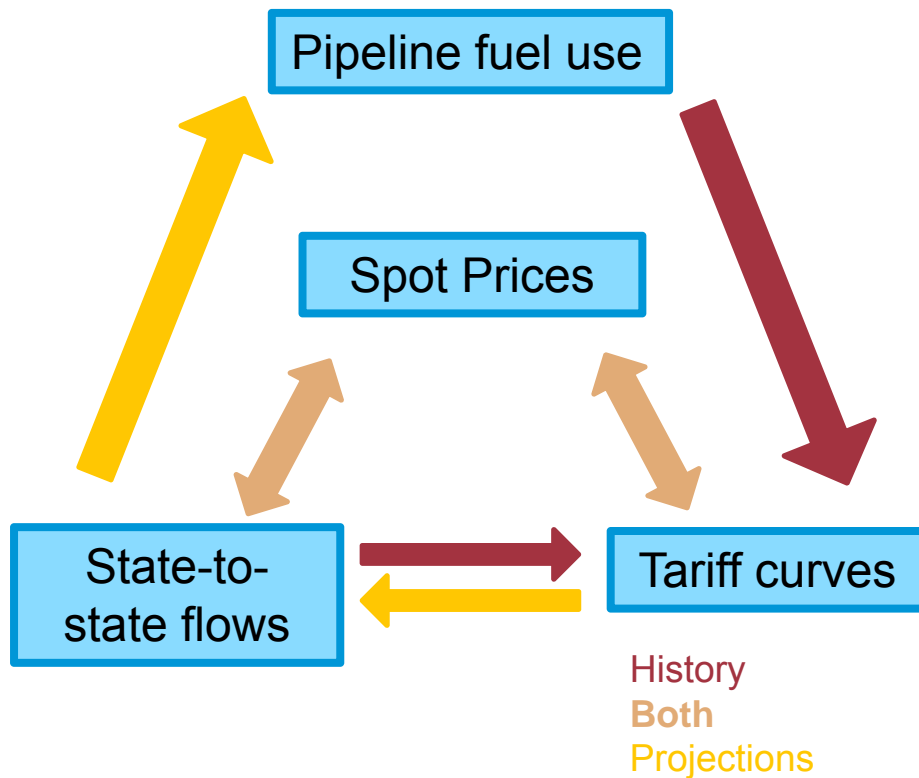 Pipeline fuel use
Spot Prices
State-to-
state flows
Tariff curves
History
Both
Projections